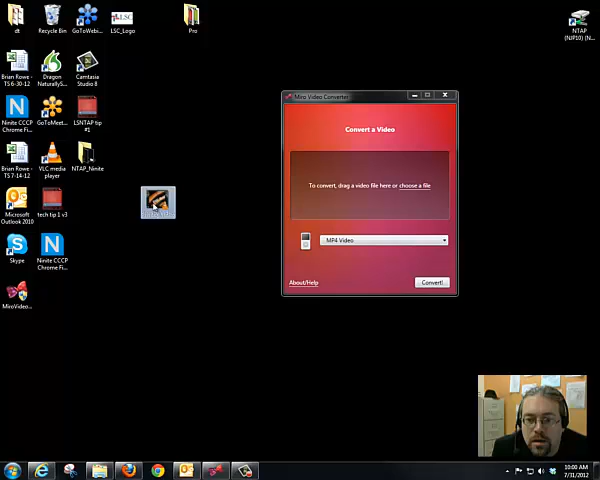 dt
Recycle Bin
GoToWebi...
LSC_Logo
Pro
NTAP
(NJP10) (N...
Brian Rowe -
TS 6-30-12
Dragon
NaturallyS...
Camtasia
Studio 8
Ninite CCCP
Chrome Fi...
GoToMeet...
LSNTAP tip
#1
Brian Rowe -
TS 7-14-12
VLC media
player
NTAP_Ninite
Microsoft
Outlook 2010
tech tip 1 v3
Skype
Ninite CCCP
Chrome Fi...
MiroVideo...
Miro Video Converter
Convert a Video
To convert, drag a video file here or choose a file
MP4 Video
About/Help
Convert!
LSC
10:00 AM
7/31/2012